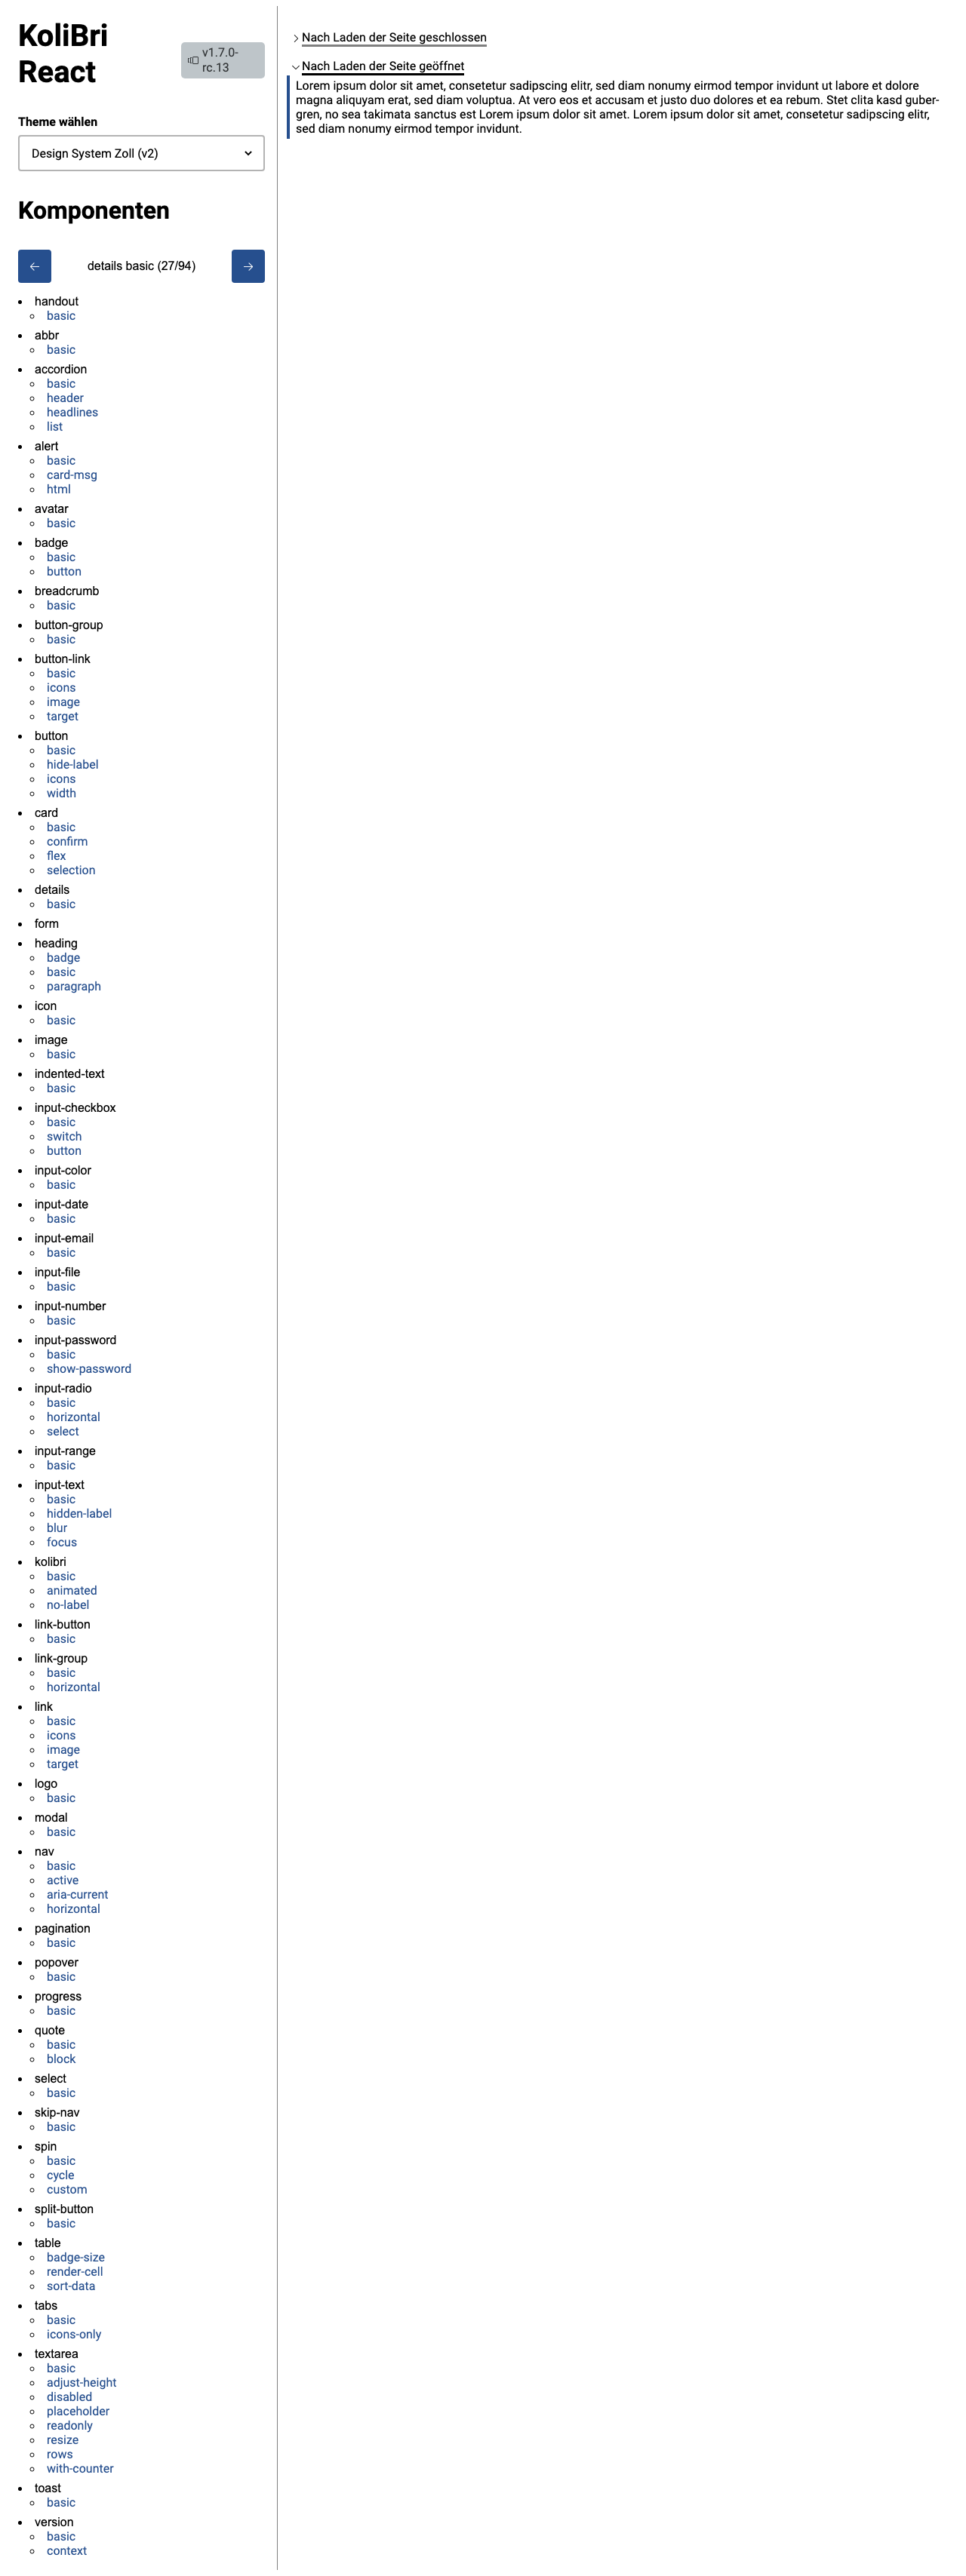 KoliBri
React
v1.7.0-
rc.13
Theme wählen
Design System Zoll (v2)
Komponenten
details basic (27/94)
handout
basic
abbr
basic
accordion
basic
header
headlines
list
alert
basic
card-msg
html
avatar
basic
badge
basic
button
breadcrumb
basic
button-group
basic
button-link
basic
icons
image
target
button
basic
hide-label
icons
width
card
basic
confirm
flex
selection
details
basic
form
heading
badge
basic
paragraph
icon
basic
image
basic
indented-text
basic
input-checkbox
basic
switch
button
input-color
basic
input-date
basic
input-email
basic
input-file
basic
input-number
basic
input-password
basic
show-password
input-radio
basic
horizontal
select
input-range
basic
input-text
basic
hidden-label
blur
focus
kolibri
basic
animated
no-label
link-button
basic
link-group
basic
horizontal
link
basic
icons
image
target
logo
basic
modal
basic
nav
basic
active
aria-current
horizontal
pagination
basic
popover
basic
progress
basic
quote
basic
block
select
basic
skip-nav
basic
spin
basic
cycle
custom
split-button
basic
table
badge-size
render-cell
sort-data
tabs
basic
icons-only
textarea
basic
adjust-height
disabled
placeholder
readonly
resize
rows
with-counter
toast
basic
version
basic
context
Nach Laden der Seite geschlossen
Nach Laden der Seite geöffnet
Lorem ipsum dolor sit amet, consetetur sadipscing elitr, sed diam nonumy eirmod tempor invidunt ut labore et dolore
magna aliquyam erat, sed diam voluptua. At vero eos et accusam et justo duo dolores et ea rebum. Stet clita kasd guber-
gren, no sea takimata sanctus est Lorem ipsum dolor sit amet. Lorem ipsum dolor sit amet, consetetur sadipscing elitr,
sed diam nonumy eirmod tempor invidunt.